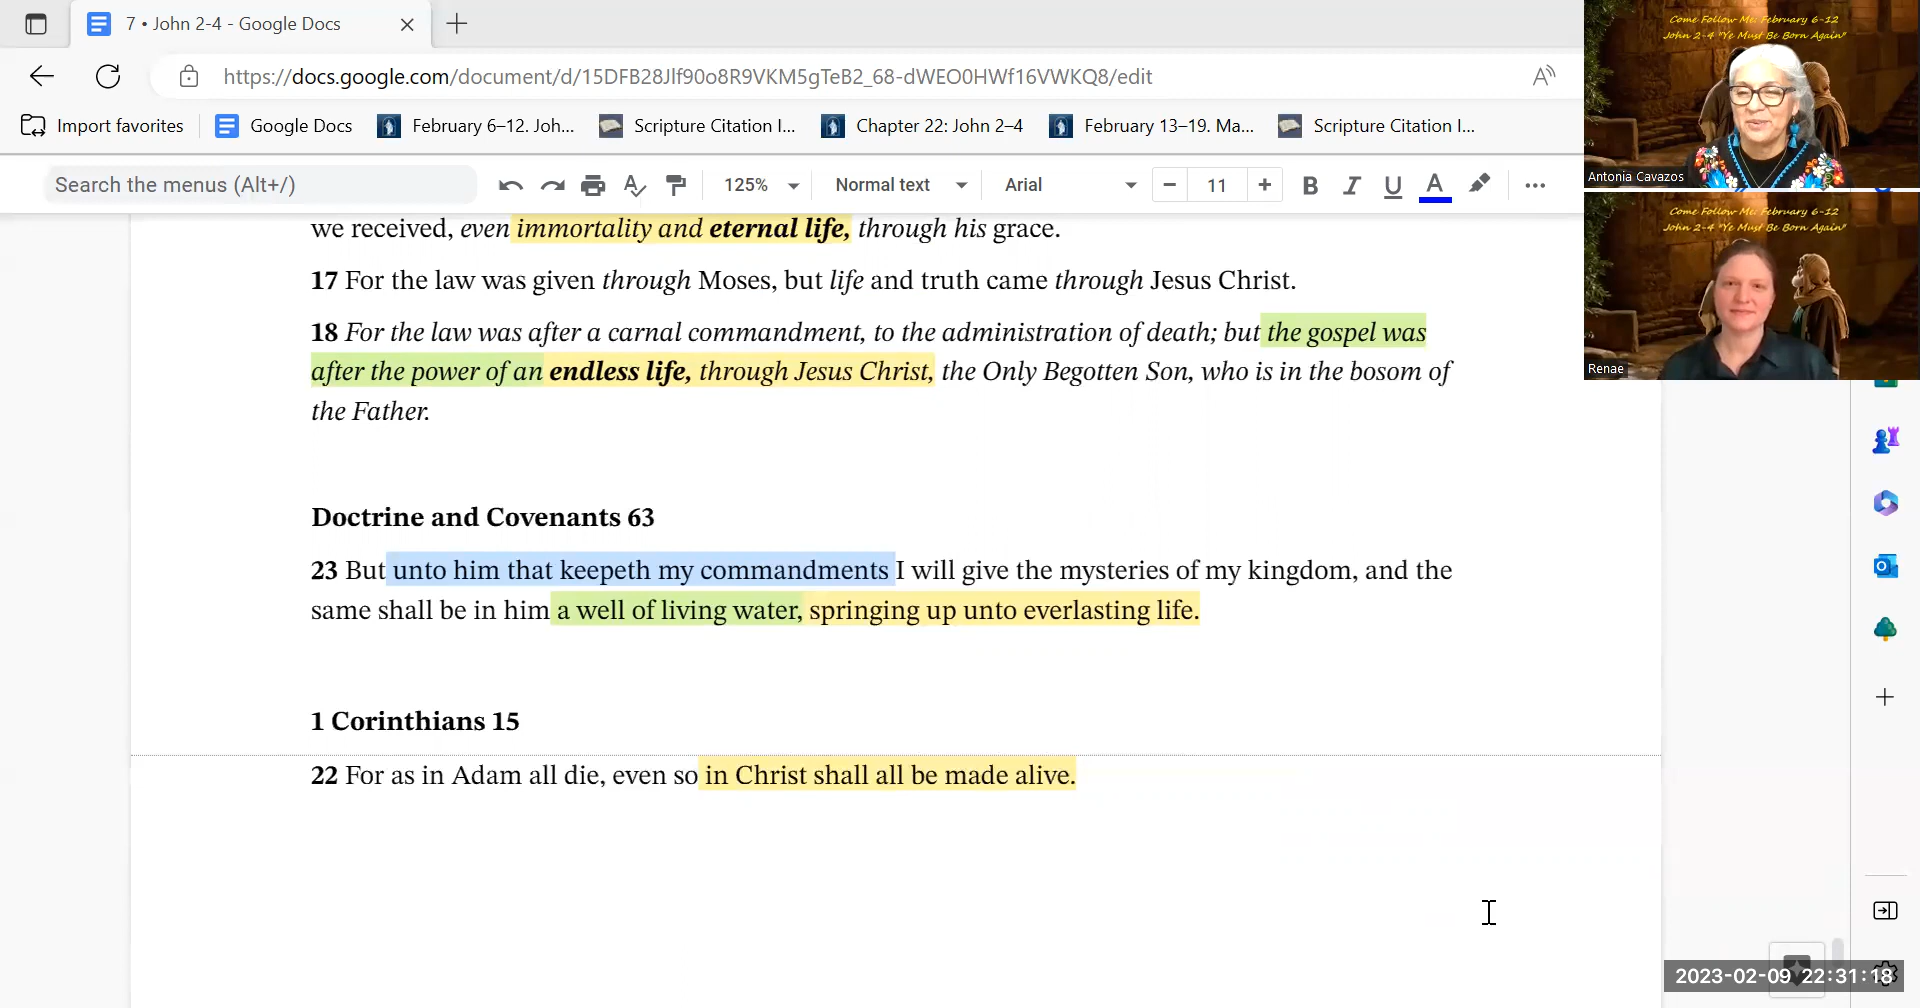 7 • John 2-4 - Google Docs
https://docs.google.com/document/d/15DFB28Jlf90o8R9VKM5gTeB2_68-dWEO0HWf16VWKQ8/edit
Import favorites
Google Docs
February 6–12. Joh...
Scripture Citation I...
Chapter 22: John 2–4
February 13–19. Ma...
Scripture Citation I...
Search the menus (Alt+/)
125%
Normal text
Arial
11
Come Follow Me: February 6-12
John 2-4 "Ye Must Be Born Again"
Antonia Cavazos
Come Follow Me: February 6-12
John 2-4 "Ye Must Be Born Again"
Renae
we received, even immortality and eternal life, through his grace.
17 For the law was given through Moses, but life and truth came through Jesus Christ.
18 For the law was after a carnal commandment, to the administration of death; but the gospel was
after the power of an endless life, through Jesus Christ, the Only Begotten Son, who is in the bosom of
the Father.
Doctrine and Covenants 63
23 But unto him that keepeth my commandments I will give the mysteries of my kingdom, and the
same shall be in him a well of living water, springing up unto everlasting life.
1 Corinthians 15
22 For as in Adam all die, even so in Christ shall all be made alive.
2023-02-09 22:31:18